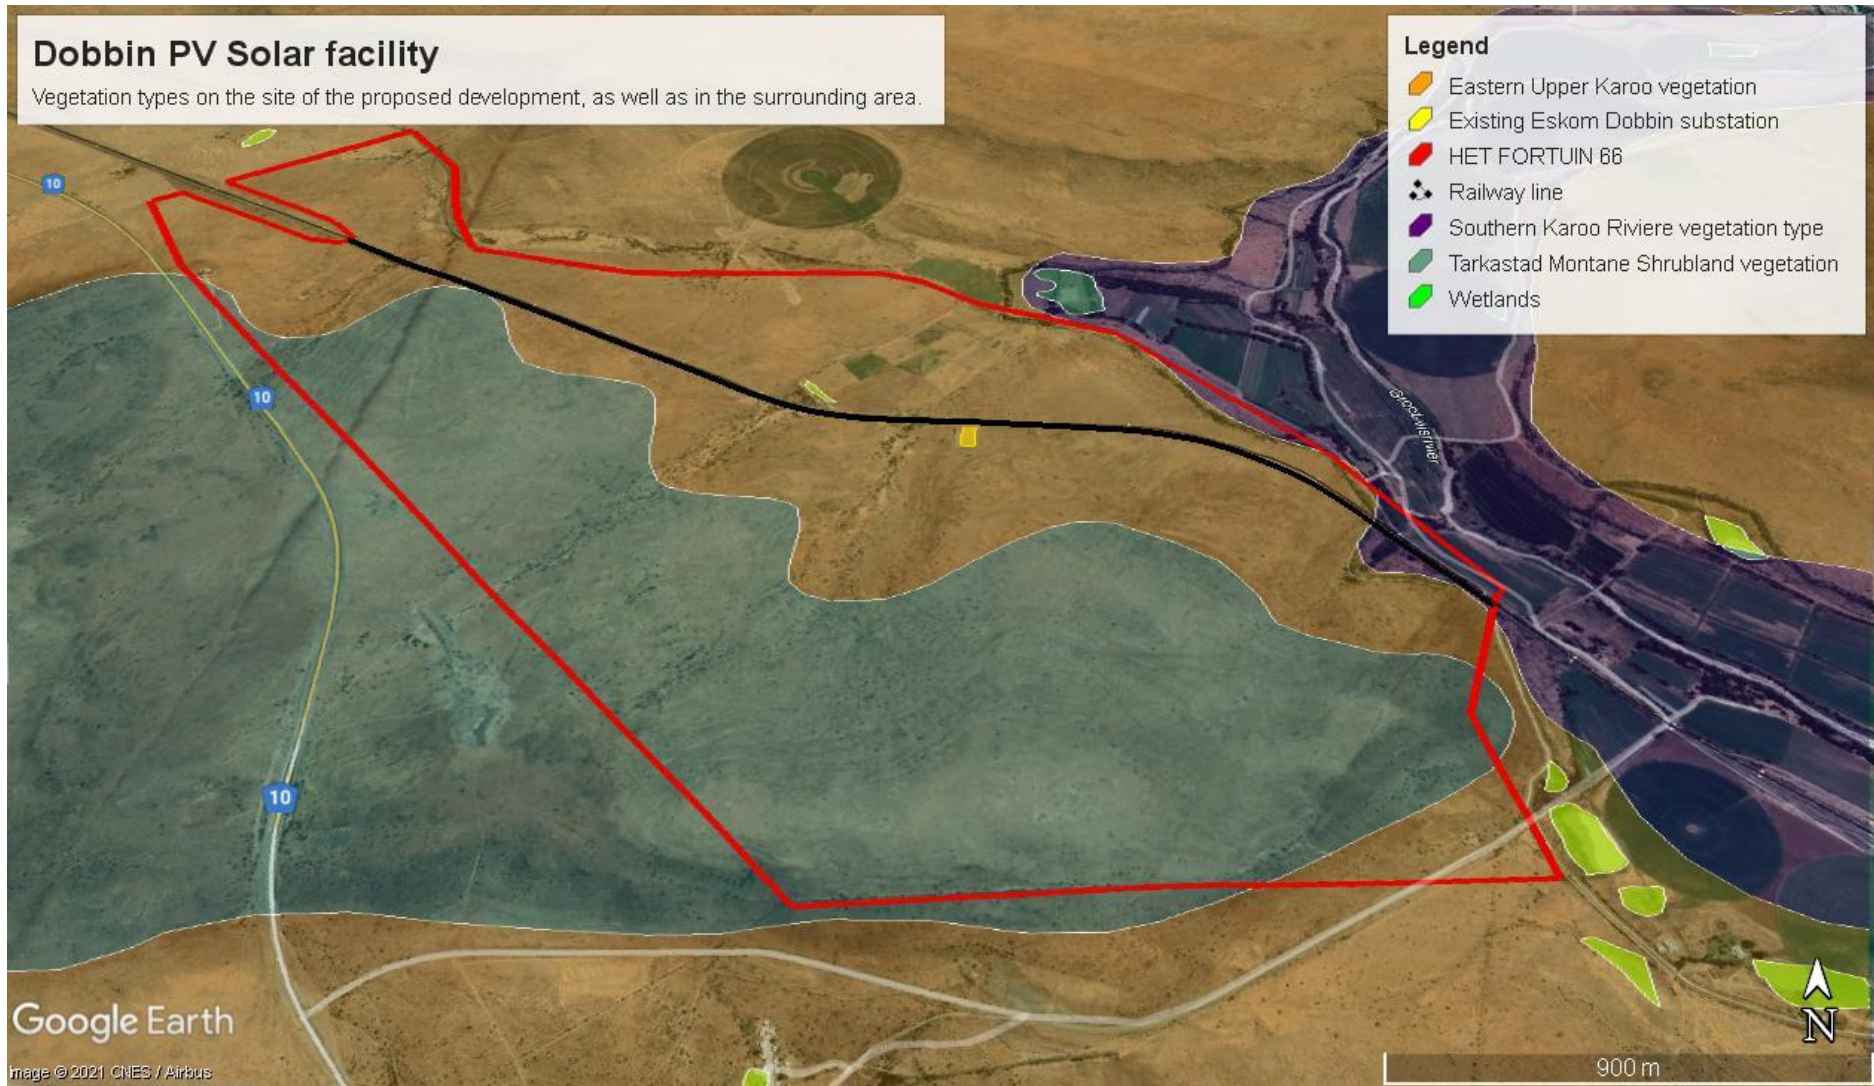 Dobbin PV Solar facility
Vegetation types on the site of the proposed development, as well as in the surrounding area.
Legend
Eastern Upper Karoo vegetation
Existing Eskom Dobbin substation
HET FORTUIN 66
Railway line
Southern Karoo Riviere vegetation type
Tarkastad Montane Shrubland vegetation
Wetlands
10
10
Groot-Visrivier
10
Google Earth
Image © 2021 CNES / Airbus
N
900 m